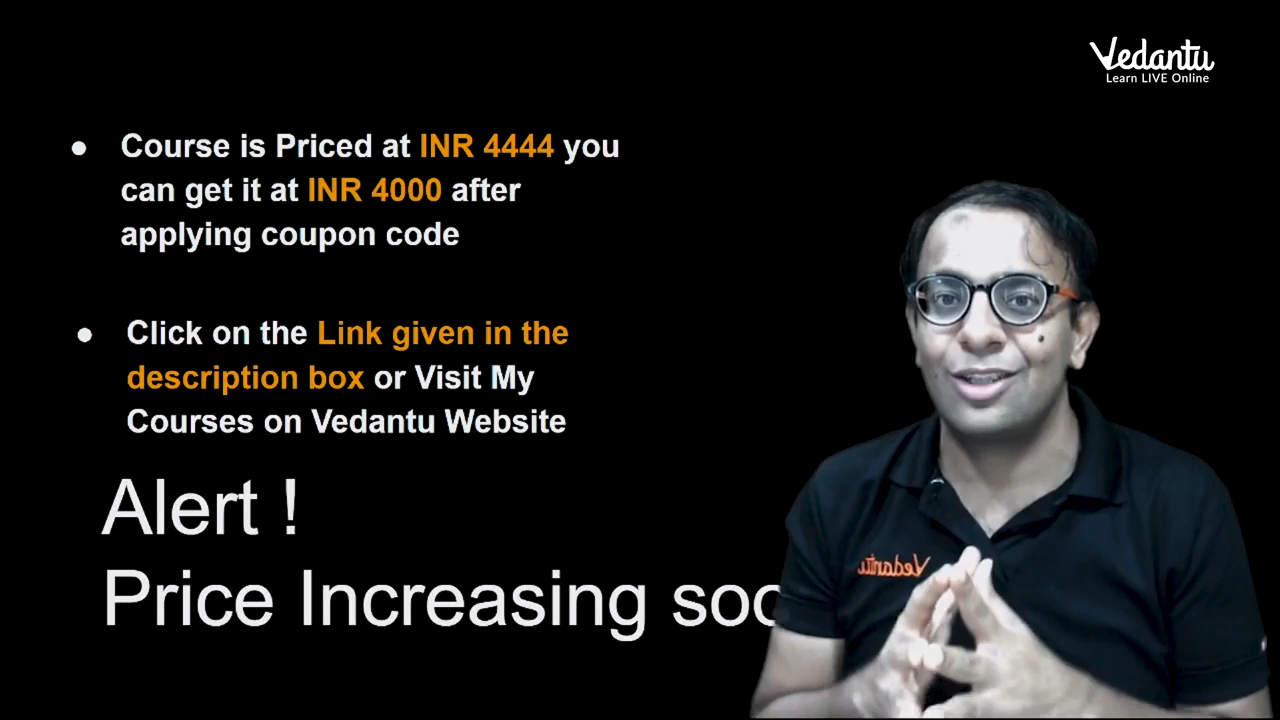 Vedantu
Learn LIVE Online
● Course is Priced at INR 4444 you
can get it at INR 4000 after
applying coupon code
● Click on the Link given in the
description box or Visit My
Courses on Vedantu Website
Alert !
Price Increasing soo
Vedantu